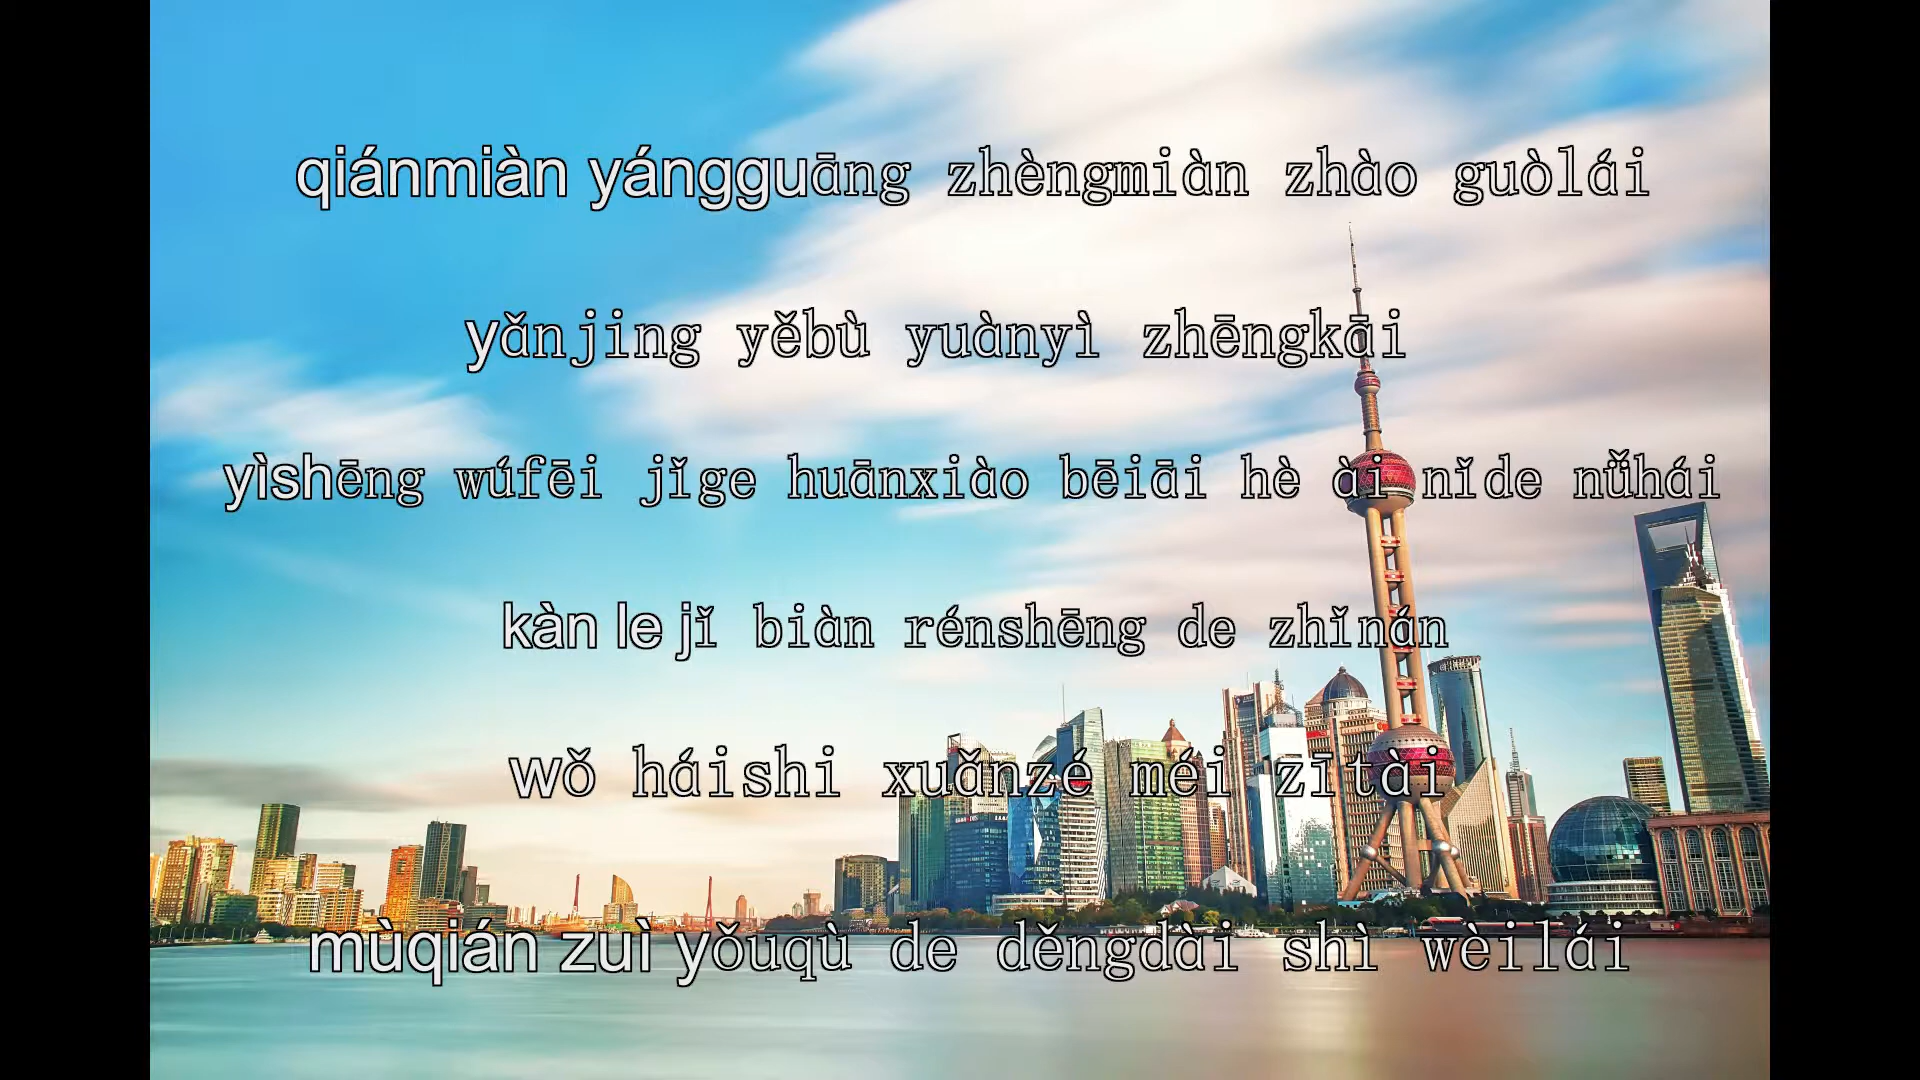 qiánmiàn yángguāng zhèngmiàn zhào guòlái
yǎnjing yěbù yuànyì zhēngkāi
yìshēng wúfēi jǐge huānxiào bēiāi hè ài nǐde nǚhái
kàn le jǐ biàn rénshēng de zhǐnán
wǒ háishi xuǎnzé méi zītài
mùqián zuì yǒuqù de děngdài shì wèilái